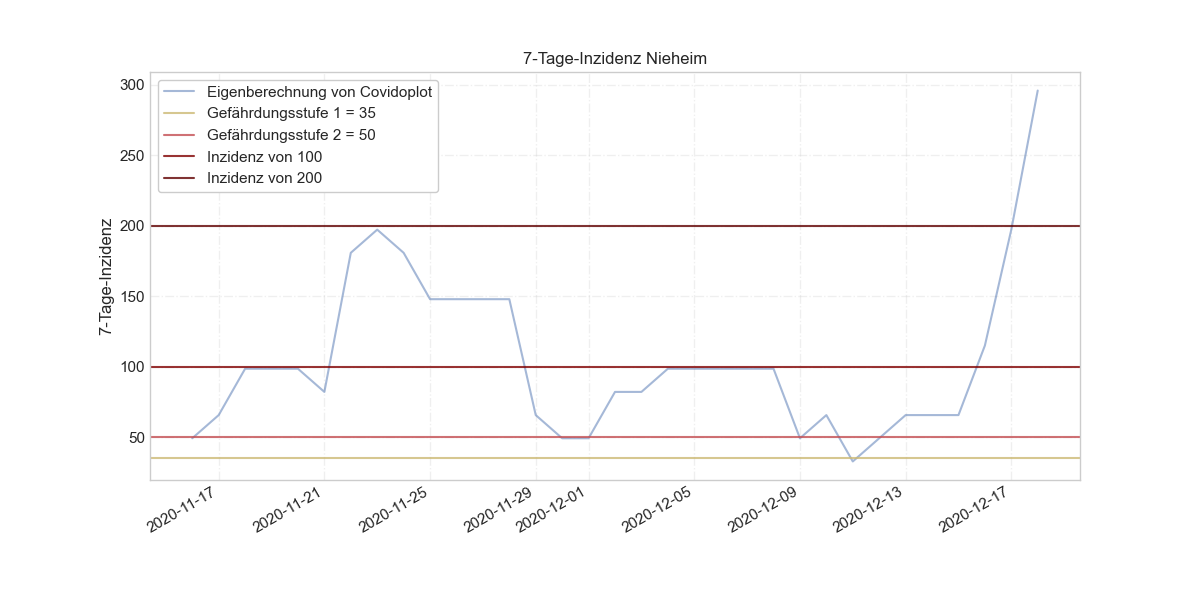 7-Tage-Inzidenz Nieheim
Eigenberechnung von Covidoplot
Gefährdungsstufe 1 = 35
Gefährdungsstufe 2 = 50
Inzidenz von 100
Inzidenz von 200
7-Tage-Inzidenz
300
250
200
150
100
50
2020-11-17
2020-11-21
2020-11-25
2020-11-29
2020-12-01
2020-12-05
2020-12-09
2020-12-13
2020-12-17